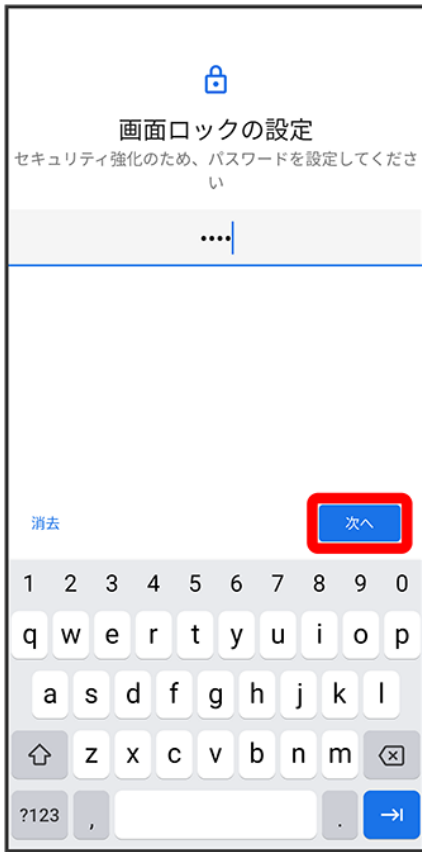 画面ロックの設定
セキュリティ強化のため、パスワードを設定してくださ
い
••••
消去
次へ
1 2 3 4 5 6 7 8 9 0
q w e r t y u i o p
a s d f g h j k l
z x c v b n m
?123 , .